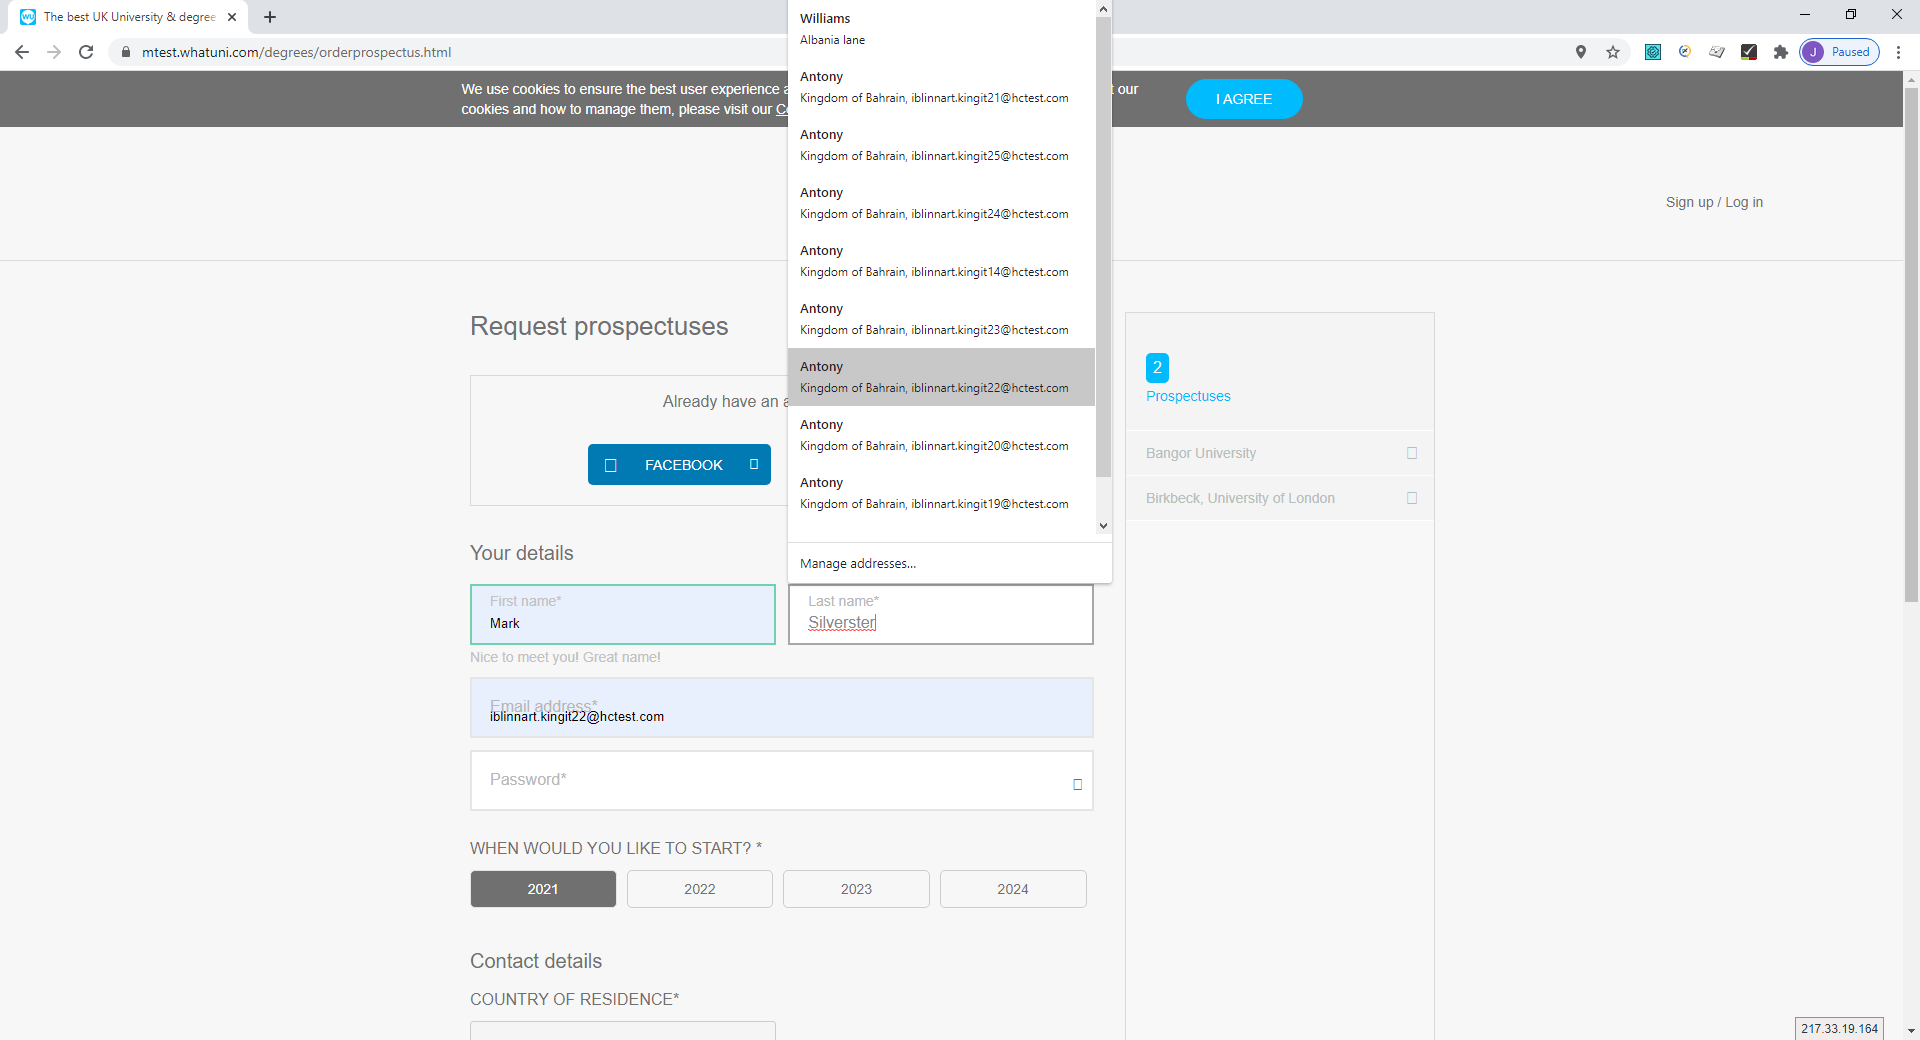 The best UK University & degree
mtest.whatuni.com/degrees/orderprospectus.html
J Paused
We use cookies to ensure the best user experience
t our
cookies and how to manage them, please visit our
I AGREE
Sign up / Log in
Williams
Albania lane
Antony
Kingdom of Bahrain, iblinnart.kingit21@hctest.com
Antony
Kingdom of Bahrain, iblinnart.kingit25@hctest.com
Antony
Kingdom of Bahrain, iblinnart.kingit24@hctest.com
Antony
Kingdom of Bahrain, iblinnart.kingit14@hctest.com
Antony
Kingdom of Bahrain, iblinnart.kingit23@hctest.com
Antony
Kingdom of Bahrain, iblinnart.kingit22@hctest.com
Antony
Kingdom of Bahrain, iblinnart.kingit20@hctest.com
Antony
Kingdom of Bahrain, iblinnart.kingit19@hctest.com
Manage addresses...
Request prospectuses
Already have an a
FACEBOOK
2
Prospectuses
Bangor University
Birkbeck, University of London
Your details
First name*
Mark
Last name*
Silverster
Nice to meet you! Great name!
Email address*
iblinnart.kingit22@hctest.com
Password*
WHEN WOULD YOU LIKE TO START? *
2021 2022 2023 2024
Contact details
COUNTRY OF RESIDENCE*
217.33.19.164